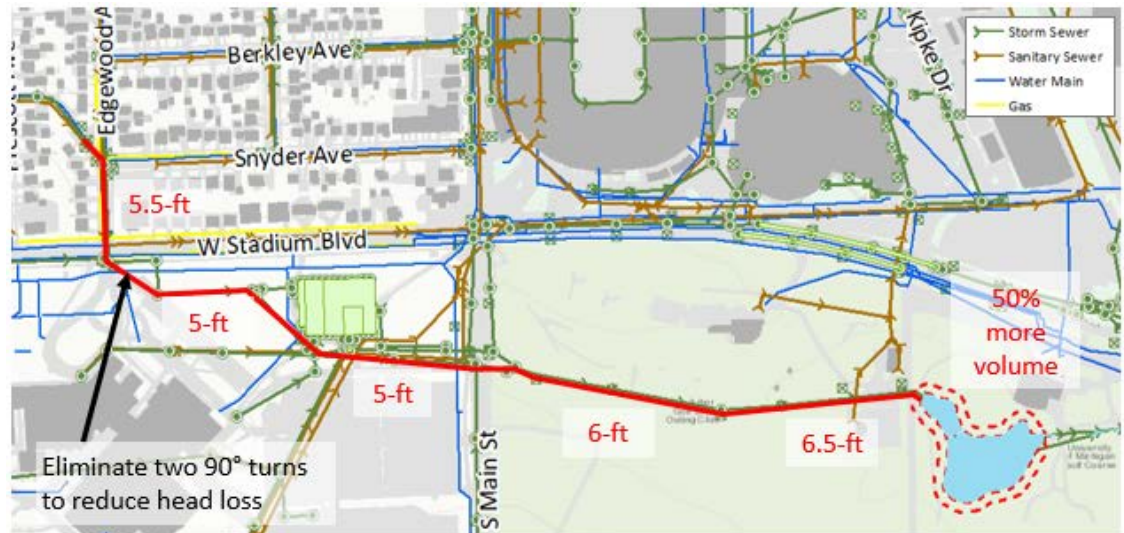 Edgewood A
Berkley Ave
Kipke Dr
Storm Sewer
Sanitary Sewer
Water Main
Gas
Snyder Ave
5.5-ft
W Stadium Blvd
5-ft
50%
more
volume
5-ft
6-ft
6.5-ft
Eliminate two 90° turns
to reduce head loss
S Main St
University
f Michigan